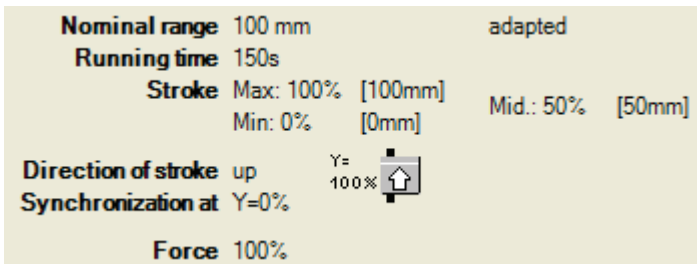 Nominal range 100 mm adapted
Running time 150s
Stroke Max: 100% [100mm]
Mid.: 50% [50mm]
Min: 0% [0mm]
Direction of stroke up Y=
100%
Synchronization at Y=0%
Force 100%